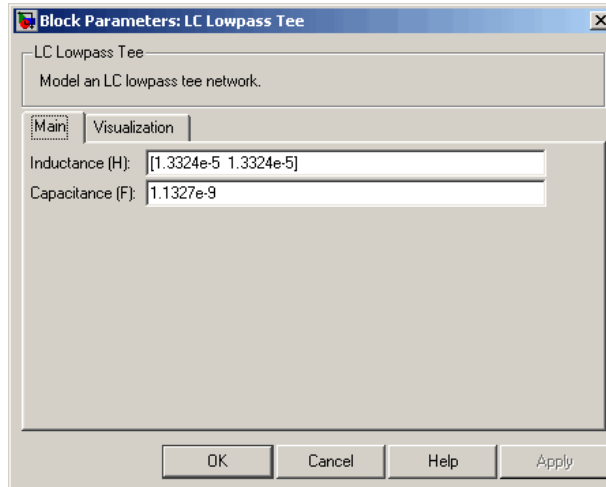 Block Parameters: LC Lowpass Tee
LC Lowpass Tee
Model an LC lowpass tee network.
Main Visualization
Inductance (H): [1.3324e-5 1.3324e-5]
Capacitance (F): 1.1327e-9
OK Cancel Help Apply